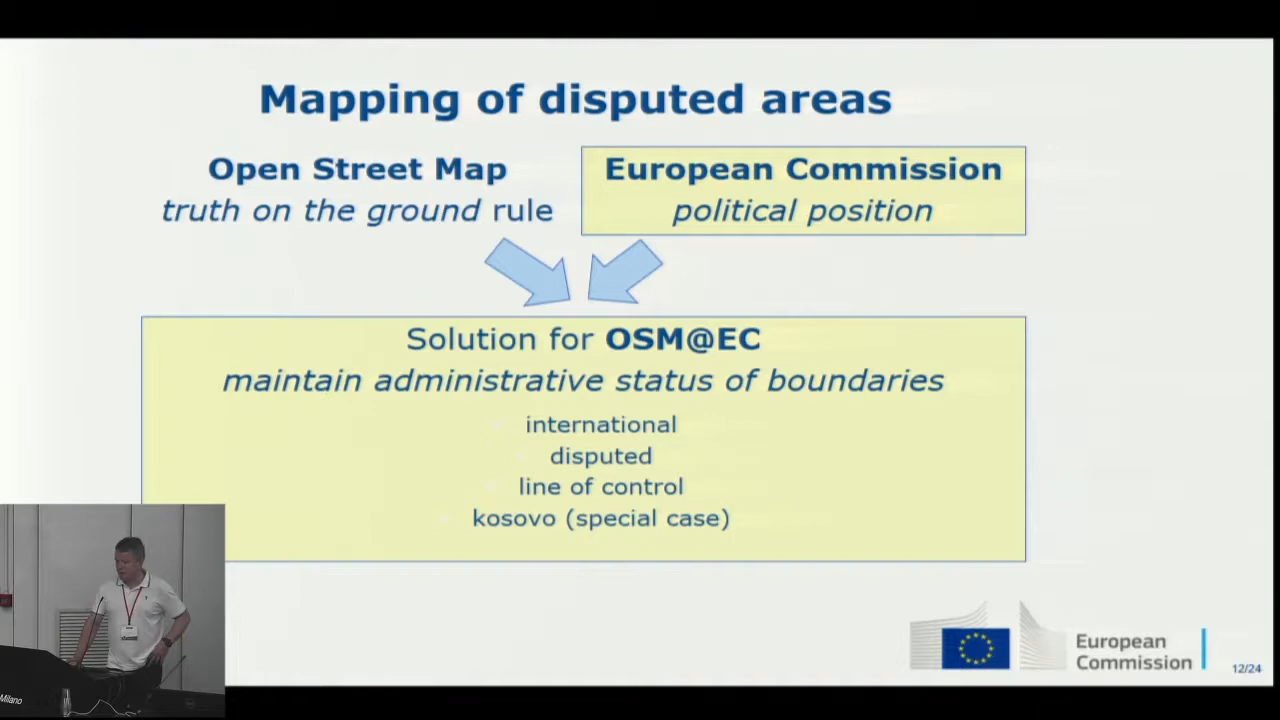 Mapping of disputed areas
Open Street Map
truth on the ground rule
European Commission
political position
Solution for OSM@EC
maintain administrative status of boundaries
international
disputed
line of control
kosovo (special case)
European
Commission
12/24
Milano